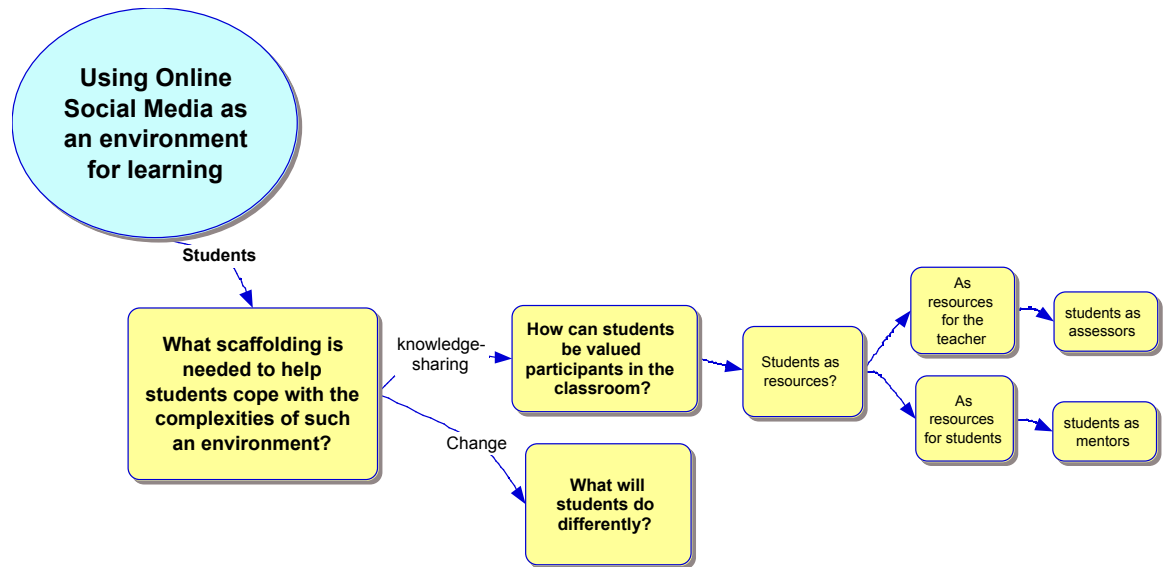 Using Online
Social Media as
an environment
for learning
Students
What scaffolding is
needed to help
students cope with the
complexities of such
an environment?
knowledge-
sharing
How can students
be valued
participants in the
classroom?
Students as
resources?
As
resources
for the
teacher
students as
assessors
As
resources
for students
students as
mentors
Change
What will
students do
differently?